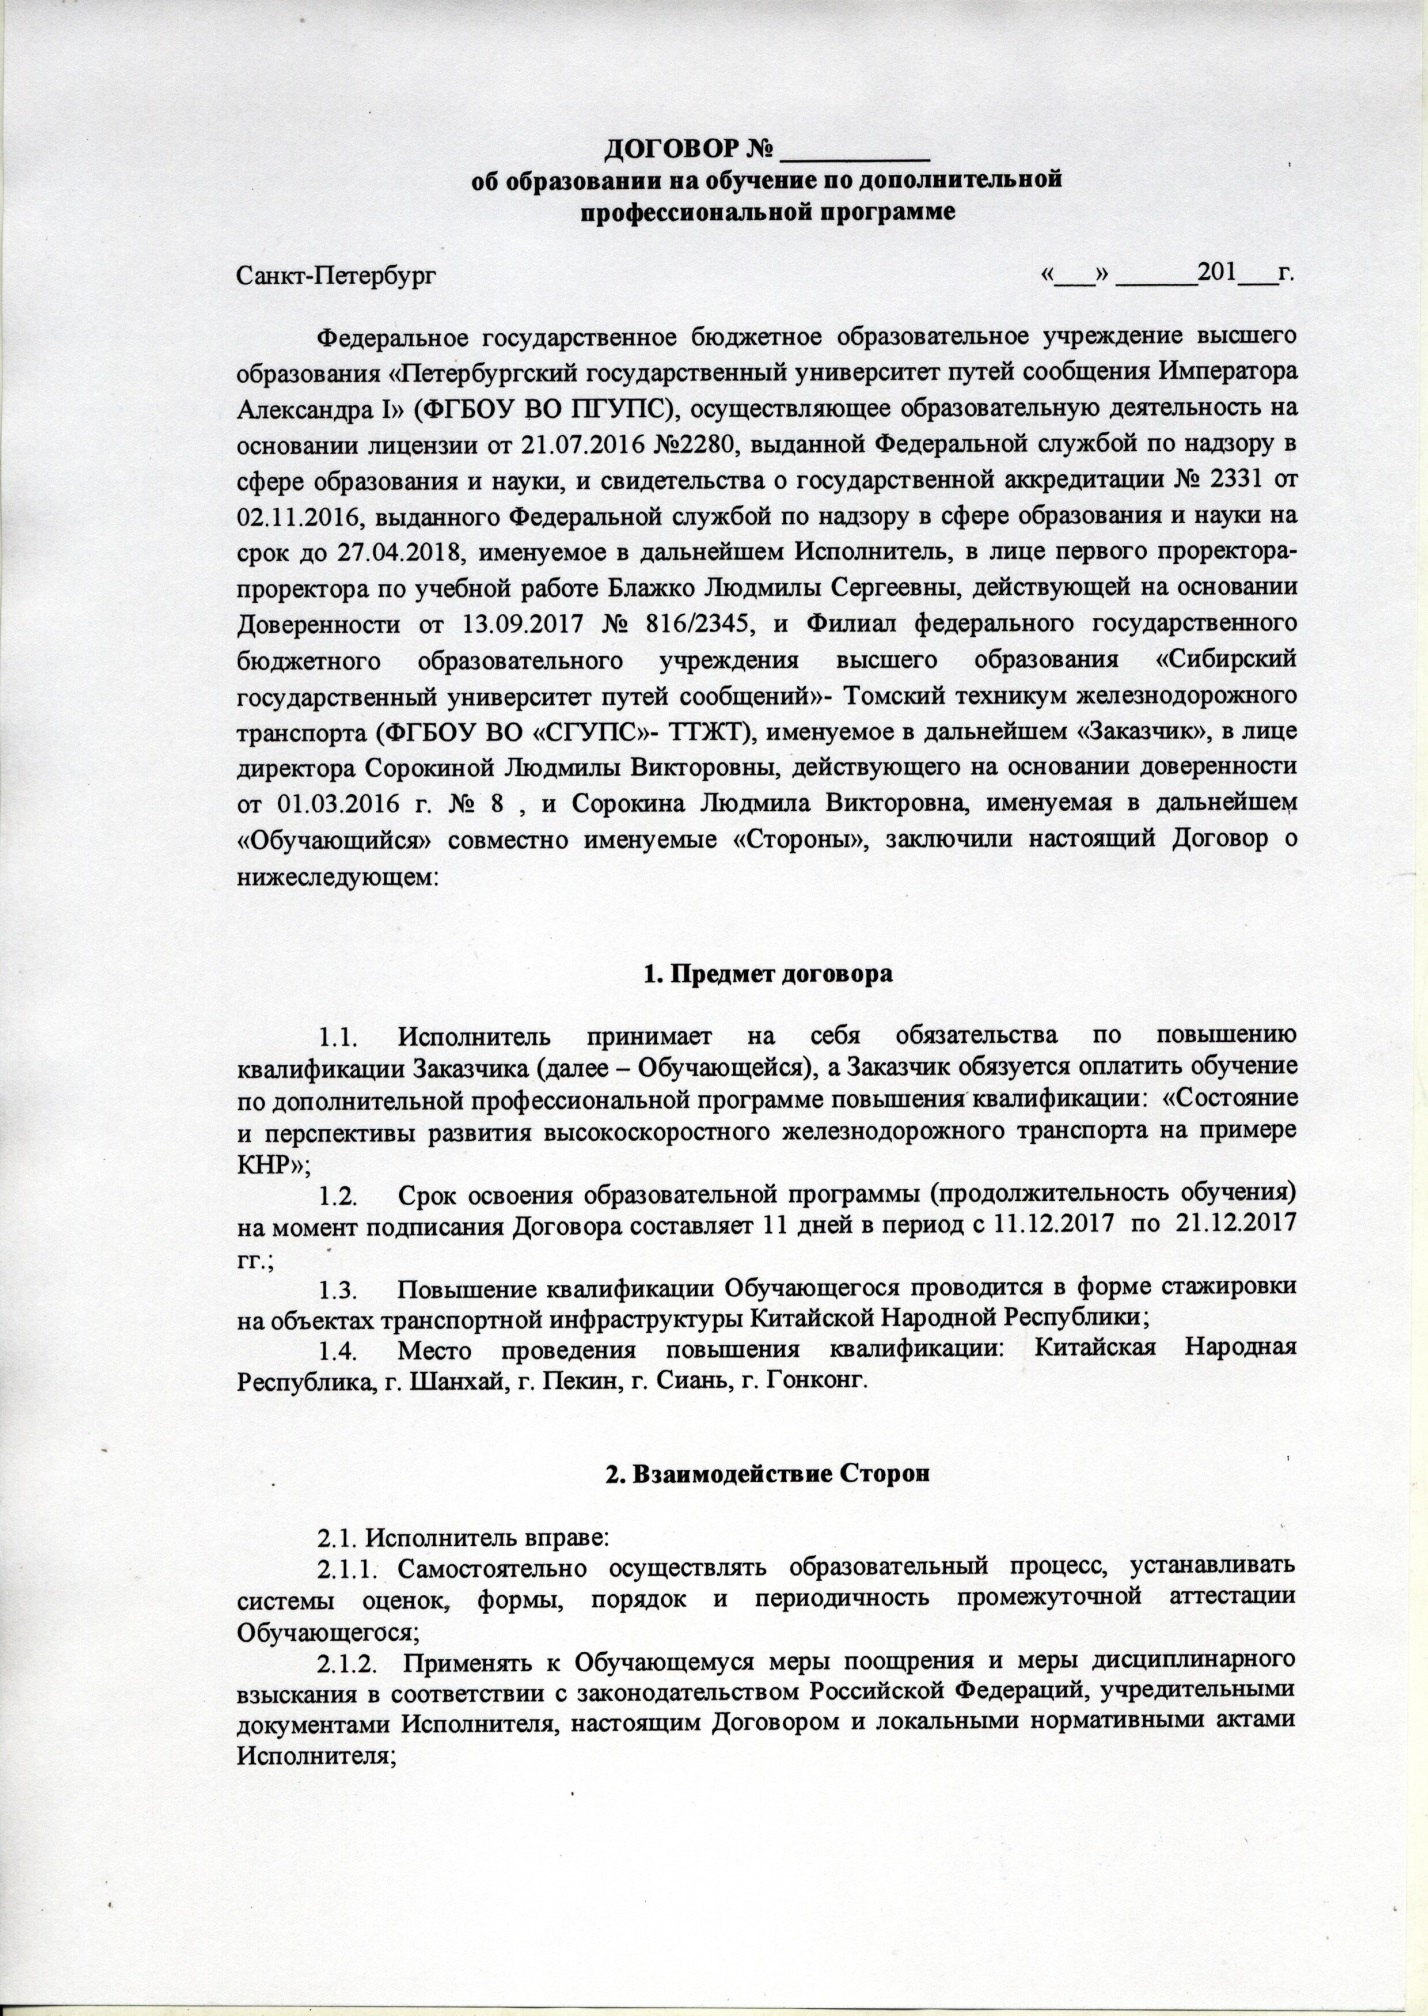 ДОГОВОР № ___________
об образовании на обучение по дополнительной
профессиональной программе
Санкт-Петербург «___» ______201___г.
Федеральное государственное бюджетное образовательное учреждение высшего
образования «Петербургский государственный университет путей сообщения Императора
Александра I» (ФГБОУ ВО ПГУПС), осуществляющее образовательную деятельность на
основании лицензии от 21.07.2016 №2280, выданной Федеральной службой по надзору в
сфере образования и науки, и свидетельства о государственной аккредитации № 2331 от
02.11.2016, выданного Федеральной службой по надзору в сфере образования и науки на
срок до 27.04.2018, именуемое в дальнейшем Исполнитель, в лице первого проректора-
проректора по учебной работе Блажко Людмилы Сергеевны, действующей на основании
Доверенности от 13.09.2017 № 816/2345, и Филиал федерального государственного
бюджетного образовательного учреждения высшего образования «Сибирский
государственный университет путей сообщений»- Томский техникум железнодорожного
транспорта (ФГБОУ ВО «СГУПС»- ТТЖТ), именуемое в дальнейшем «Заказчик», в лице
директора Сорокиной Людмилы Викторовны, действующего на основании доверенности
от 01.03.2016 г. № 8 , и Сорокина Людмила Викторовна, именуемая в дальнейшем
«Обучающийся» совместно именуемые «Стороны», заключили настоящий Договор о
нижеследующем:
1. Предмет договора
1.1. Исполнитель принимает на себя обязательства по повышению
квалификации Заказчика (далее – Обучающейся), а Заказчик обязуется оплатить обучение
по дополнительной профессиональной программе повышения квалификации: «Состояние
и перспективы развития высокоскоростного железнодорожного транспорта на примере
КНР»;
1.2. Срок освоения образовательной программы (продолжительность обучения)
на момент подписания Договора составляет 11 дней в период с 11.12.2017 по 21.12.2017
гг.;
1.3. Повышение квалификации Обучающегося проводится в форме стажировки
на объектах транспортной инфраструктуры Китайской Народной Республики;
1.4. Место проведения повышения квалификации: Китайская Народная
Республика, г. Шанхай, г. Пекин, г. Сиань, г. Гонконг.
2. Взаимодействие Сторон
2.1. Исполнитель вправе:
2.1.1. Самостоятельно осуществлять образовательный процесс, устанавливать
системы оценок, формы, порядок и периодичность промежуточной аттестации
Обучающегося;
2.1.2. Применять к Обучающемуся меры поощрения и меры дисциплинарного
взыскания в соответствии с законодательством Российской Федераций, учредительными
документами Исполнителя, настоящим Договором и локальными нормативными актами
Исполнителя;